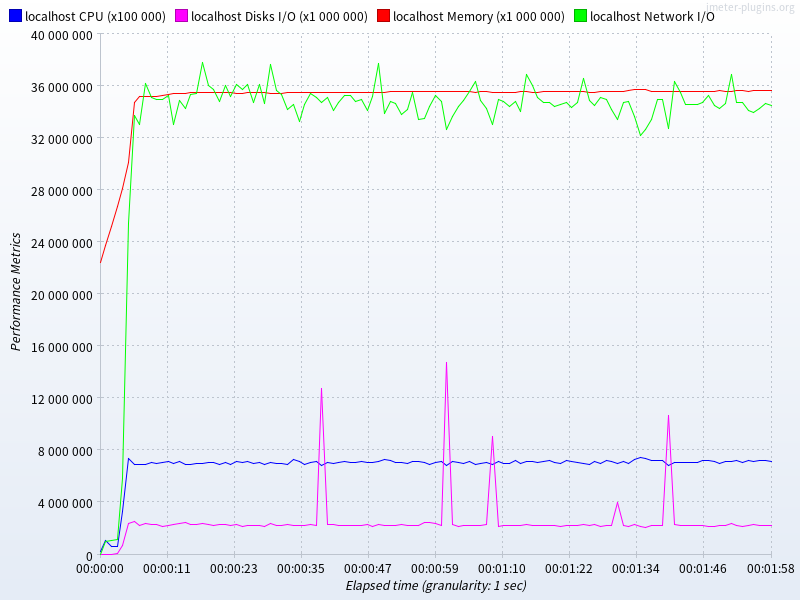 jmeter-plugins.org
localhost CPU (x100 000) localhost Disks I/O (x1 000 000) localhost Memory (x1 000 000) localhost Network I/O
40 000 000
36 000 000
32 000 000
28 000 000
24 000 000
20 000 000
16 000 000
12 000 000
8 000 000
4 000 000
0
Performance Metrics
00:00:00 00:00:11 00:00:23 00:00:35 00:00:47 00:00:59 00:01:10 00:01:22 00:01:34 00:01:46 00:01:58
Elapsed time (granularity: 1 sec)